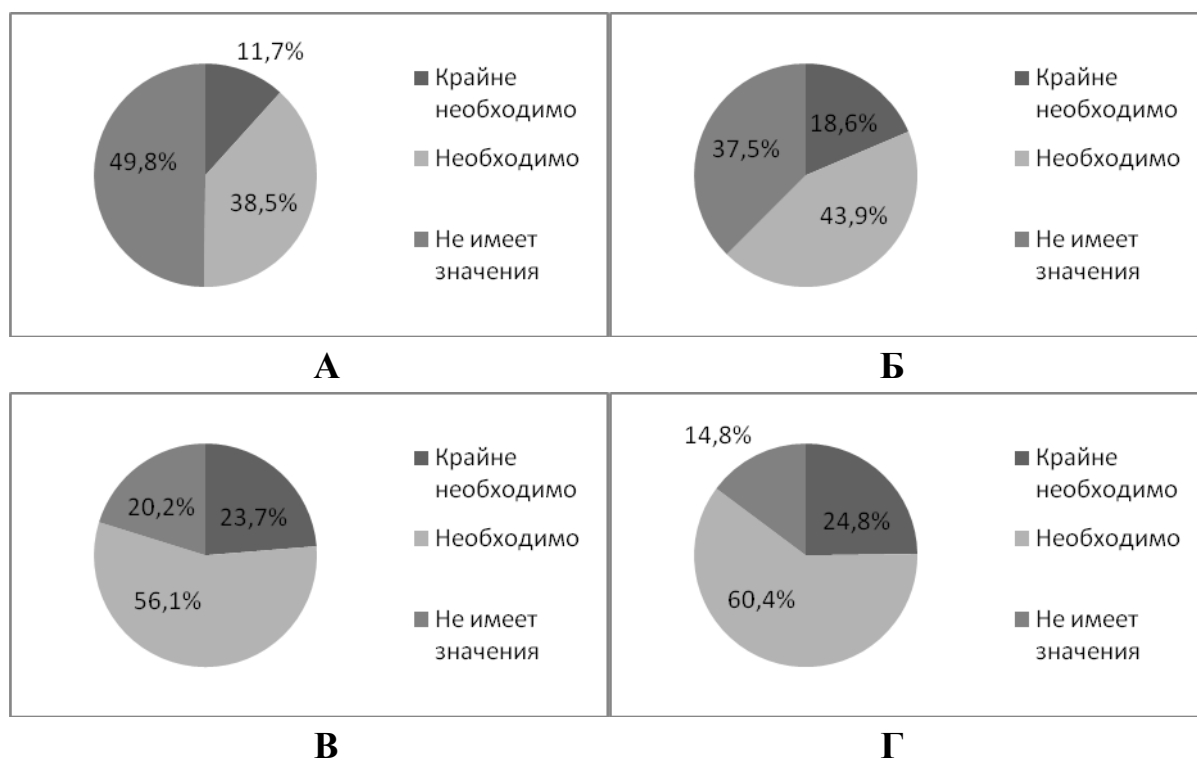 11,7%
Крайне
необходимо
49,8%
Необходимо
38,5%
Не имеет
значения
А
Крайне
необходимо
18,6%
37,5%
Необходимо
43,9%
Не имеет
значения
Б
Крайне
необходимо
20,2%
23,7%
Необходимо
56,1%
Не имеет
значения
В
14,8%
Крайне
необходимо
24,8%
Необходимо
60,4%
Не имеет
значения
Г